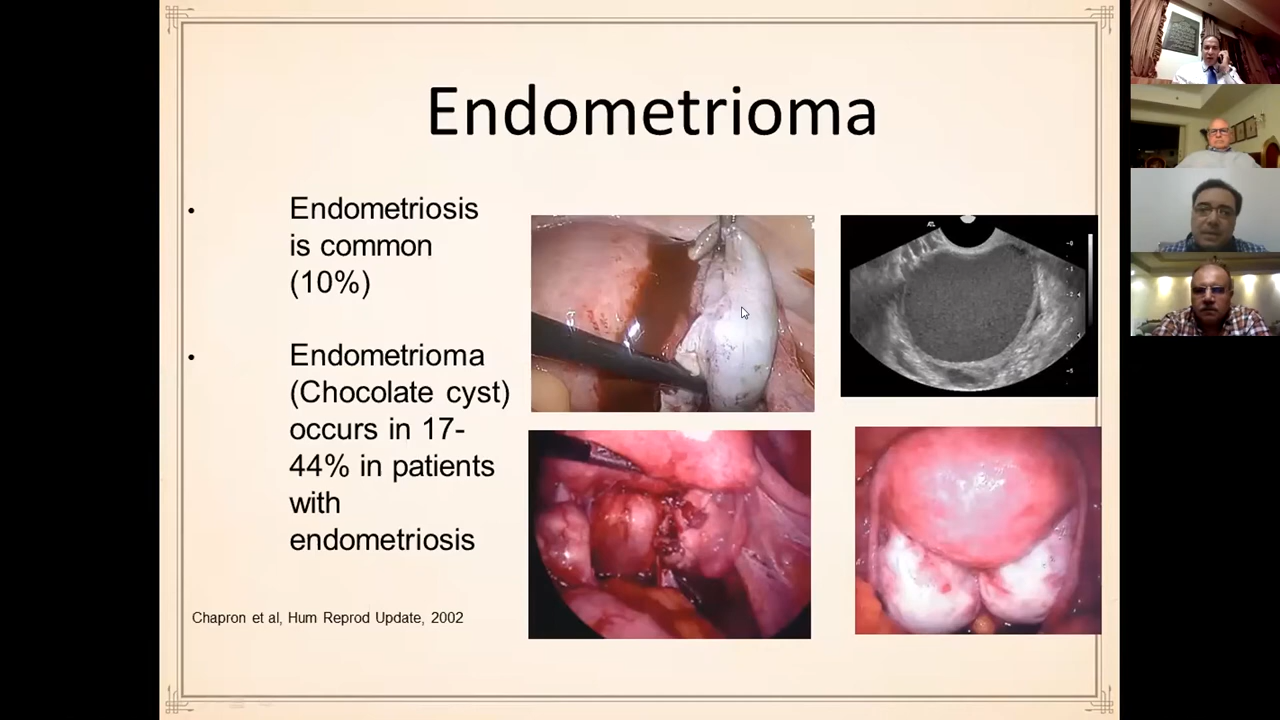 Endometrioma
• Endometriosis
is common
(10%)
• Endometrioma
(Chocolate cyst)
occurs in 17-
44% in patients
with
endometriosis
Chapron et al, Hum Reprod Update, 2002